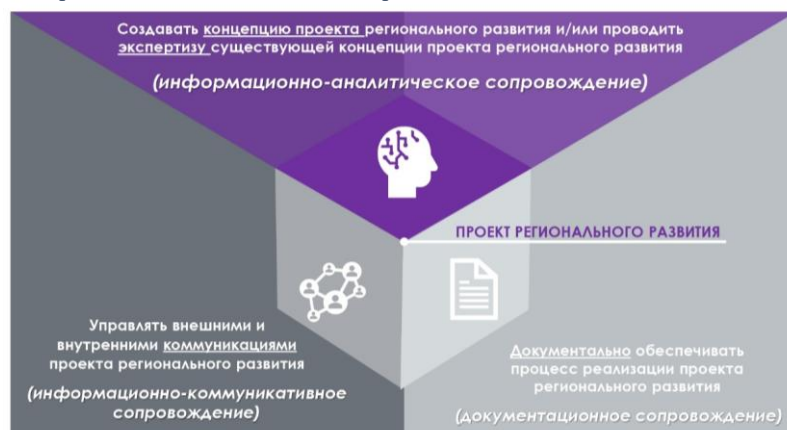 Создавать концепцию проекта регионального развития и/или проводить
экспертизу существующей концепции проекта регионального развития
(информационно-аналитическое сопровождение)
ПРОЕКТ РЕГИОНАЛЬНОГО РАЗВИТИЯ
Управлять внешними и
внутренними коммуникациями
проекта регионального развития
(информационно-коммуникативное
сопровождение)
Документально обеспечивать
процесс реализации проекта
регионального развития
(документационное сопровождение)